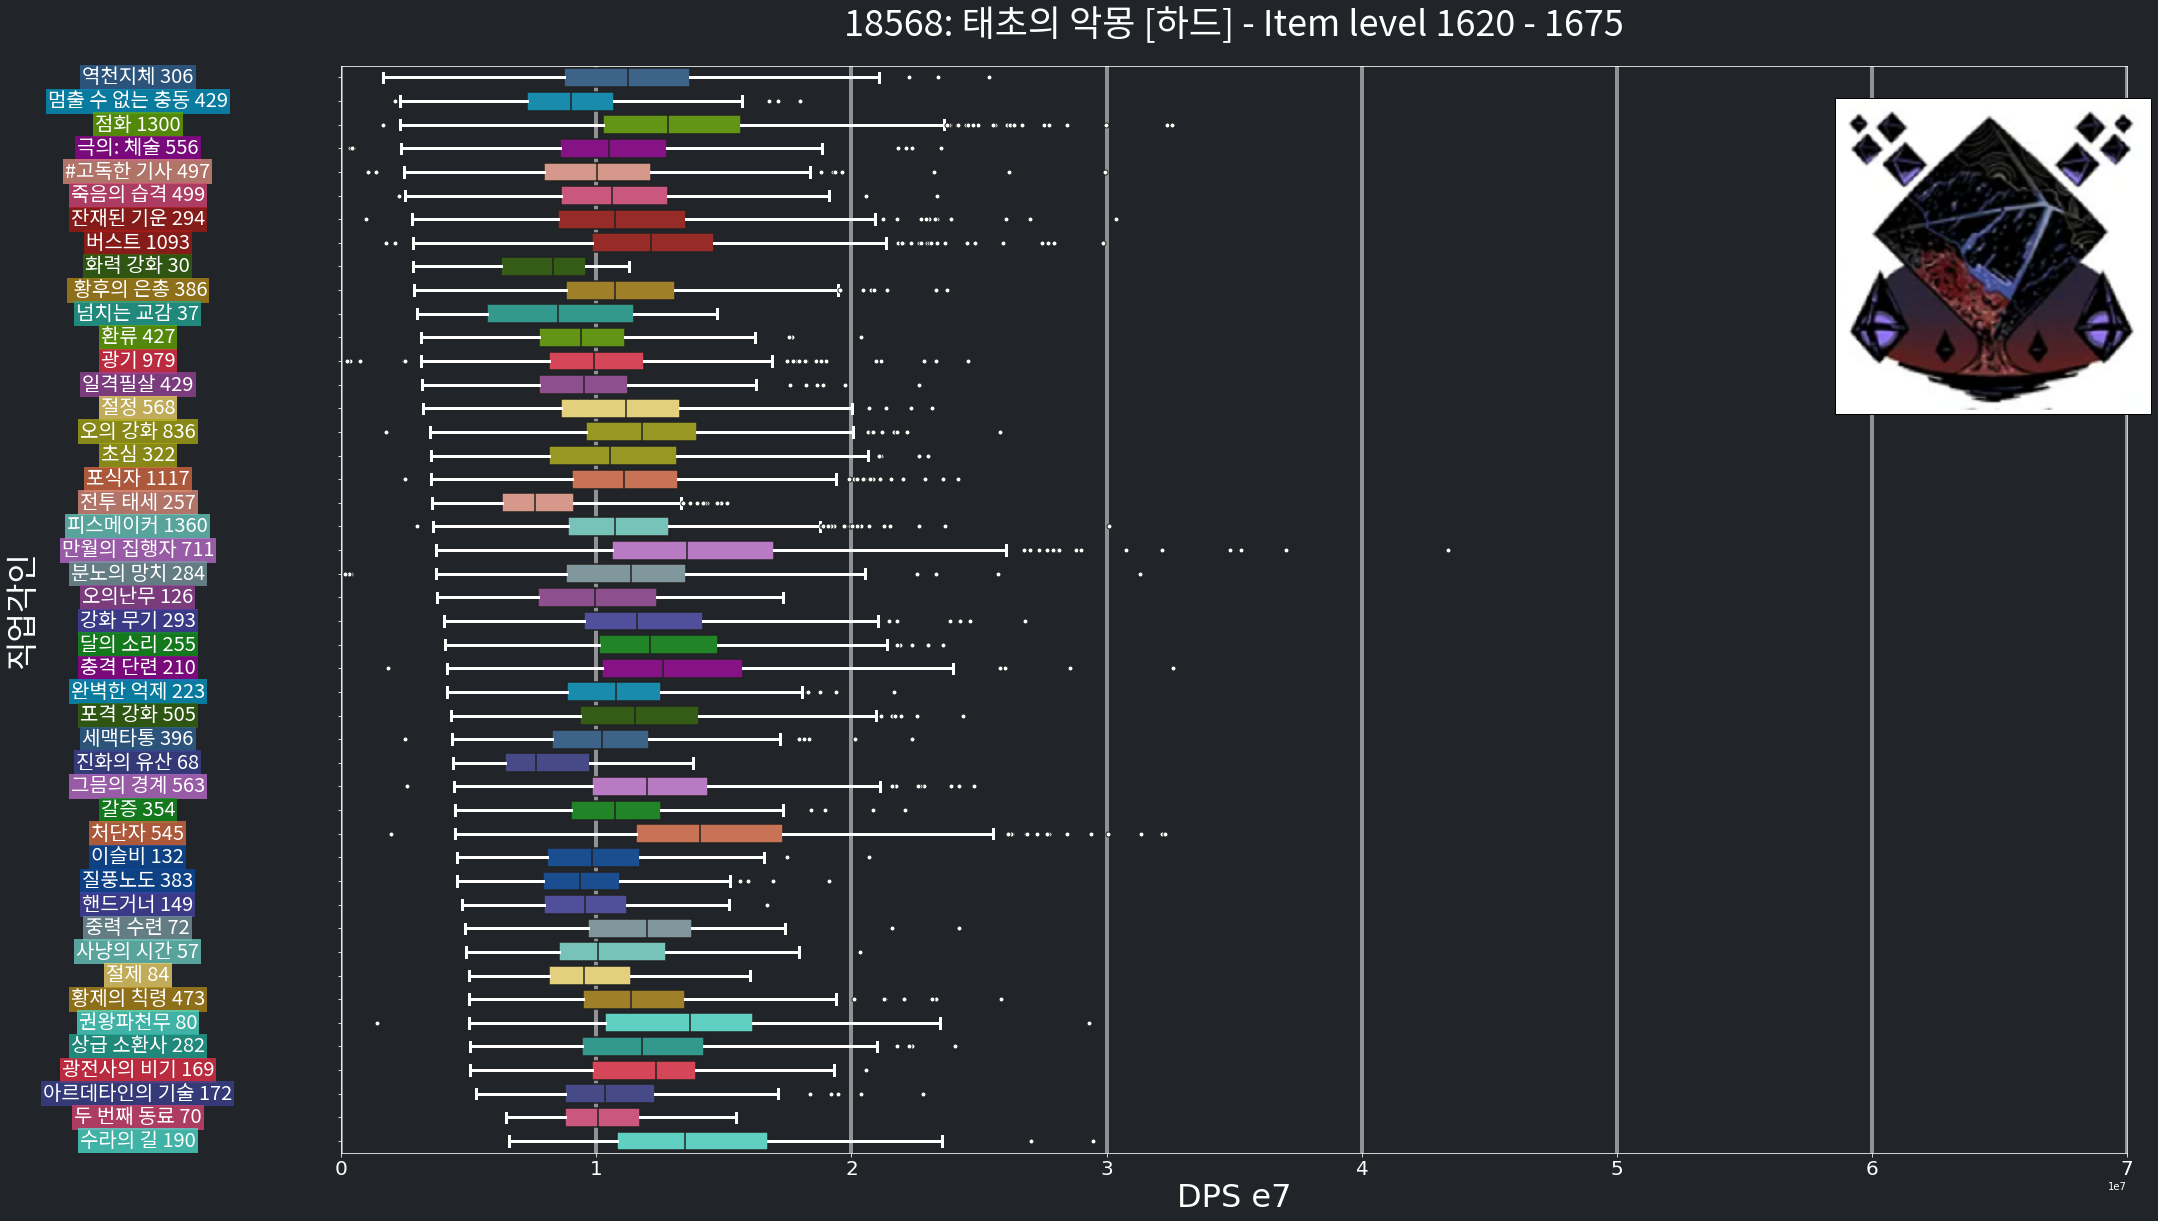 18568: 태초의 악몽 [하드] - Item level 1620 - 1675
역천지체 306
멈출 수 없는 충동 429
점화 1300
극의: 체술 556
#고독한 기사 497
죽음의 습격 499
잔재된 기운 294
버스트 1093
화력 강화 30
황후의 은총 386
넘치는 교감 37
환류 427
광기 979
일격필살 429
절정 568
오의 강화 836
초심 322
포식자 1117
전투 태세 257
피스메이커 1360
만월의 집행자 711
분노의 망치 284
오의난무 126
강화 무기 293
달의 소리 255
충격 단련 210
완벽한 억제 223
포격 강화 505
세맥타통 396
진화의 유산 68
그믐의 경계 563
갈증 354
처단자 545
이슬비 132
질풍노도 383
핸드거너 149
중력 수련 72
사냥의 시간 57
절제 84
황제의 칙령 473
권왕파천무 80
상급 소환사 282
광전사의 비기 169
아르데타인의 기술 172
두 번째 동료 70
수라의 길 190
직업각인
0 1 2 3 4 5 6 7
1e7
DPS e7